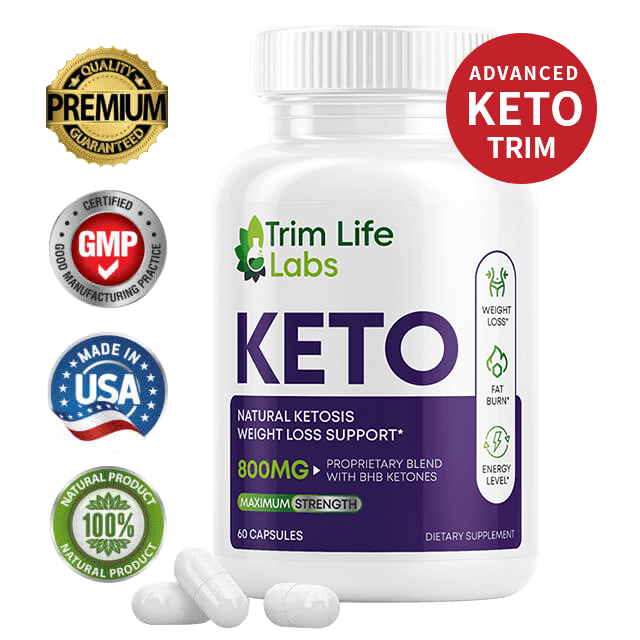 QUALITY
PREMIUM
GUARANTEED
CERTIFIED
GMP
GOOD MANUFACTURING PRACTICE
MADE IN
USA
NATURAL PRODUCT
100%
NATURAL PRODUCT
ADVANCED
KETO
TRIM
Trim Life
Labs
KETO
NATURAL KETOSIS
WEIGHT LOSS SUPPORT*
800MG
PROPRIETARY BLEND
WITH BHB KETONES
MAXIMUM STRENGTH
60 CAPSULES
DIETARY SUPPLEMENT
WEIGHT
LOSS*
FAT
BURN*
ENERGY
LEVEL*